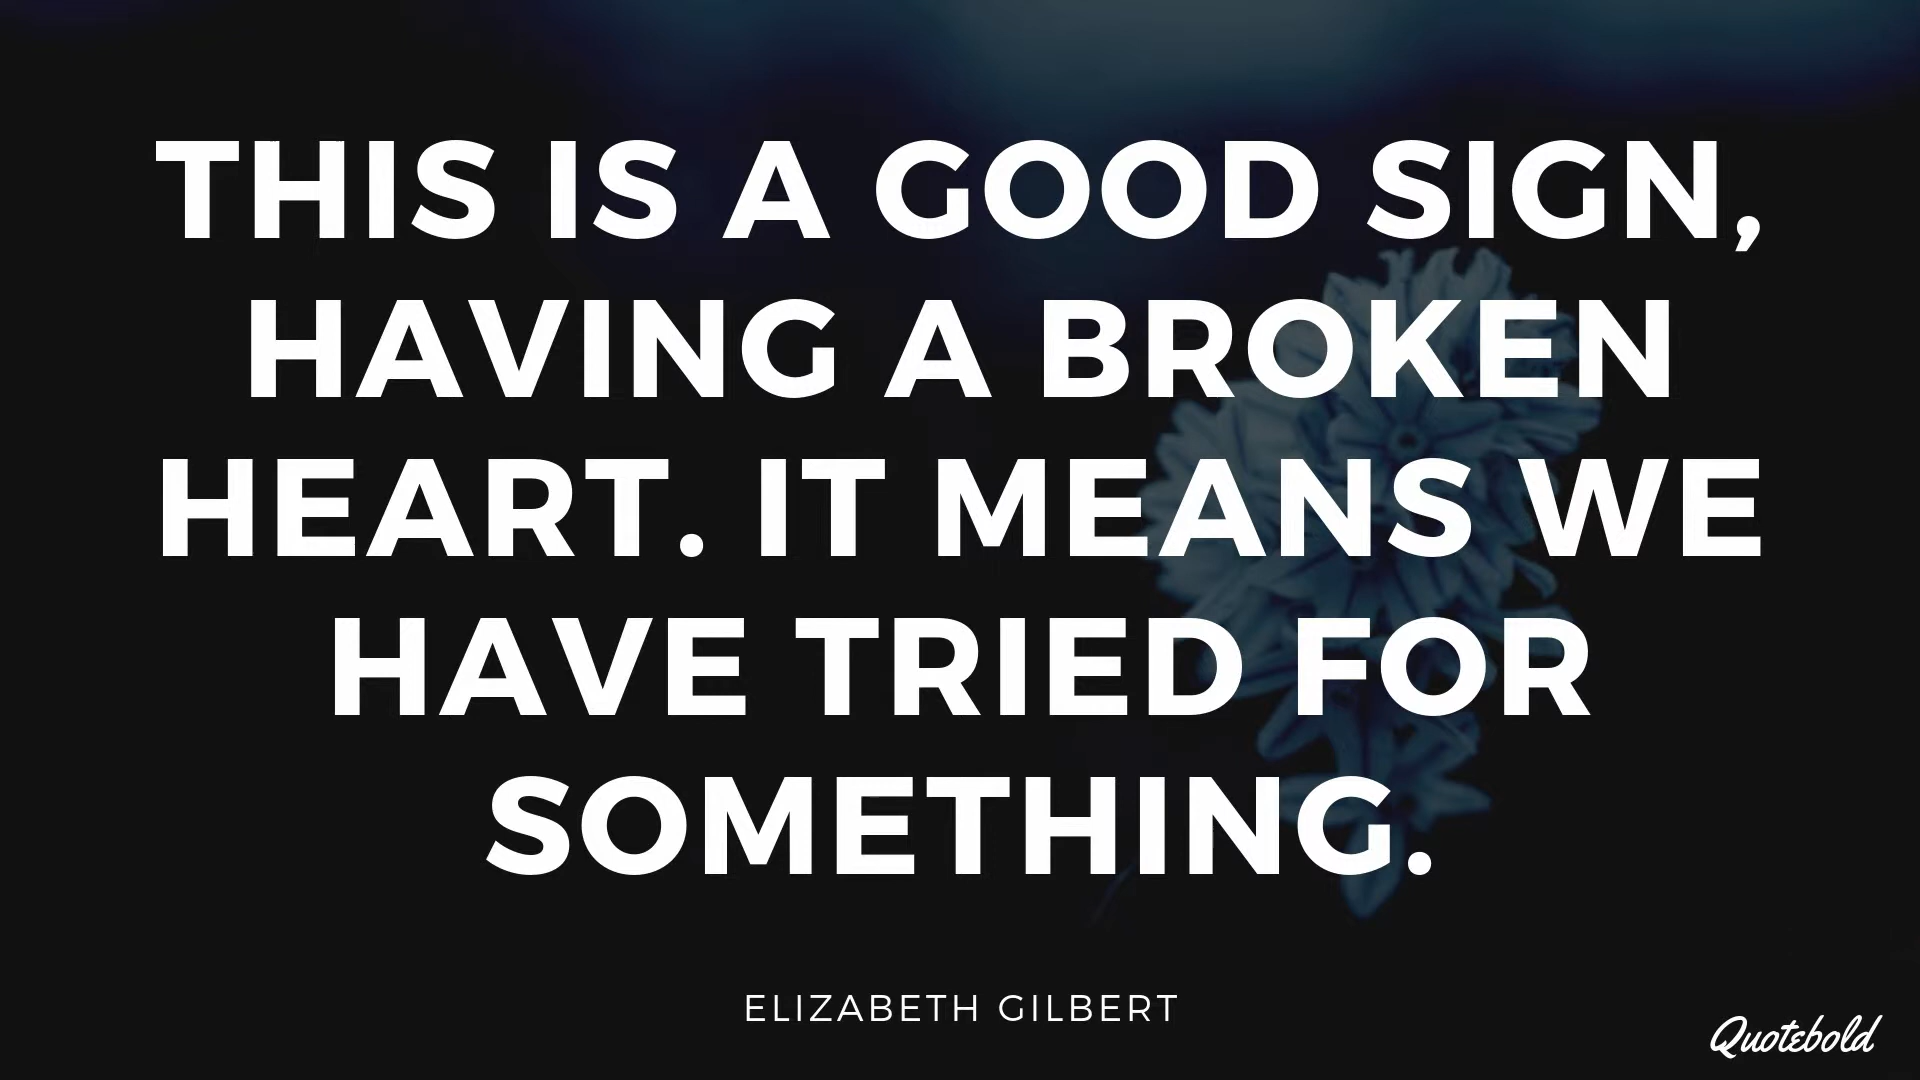 THIS IS A GOOD SIGN,
HAVING A BROKEN
HEART. IT MEANS WE
HAVE TRIED FOR
SOMETHING.
ELIZABETH GILBERT
Quotebold